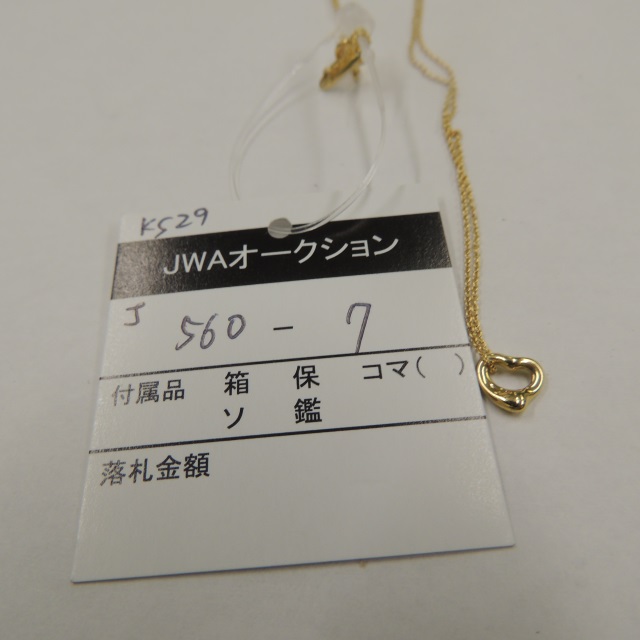 KS29
JWAオークション
J 560 - 7
付属品 箱 保 コマ( )
ソ 鑑
落札金額